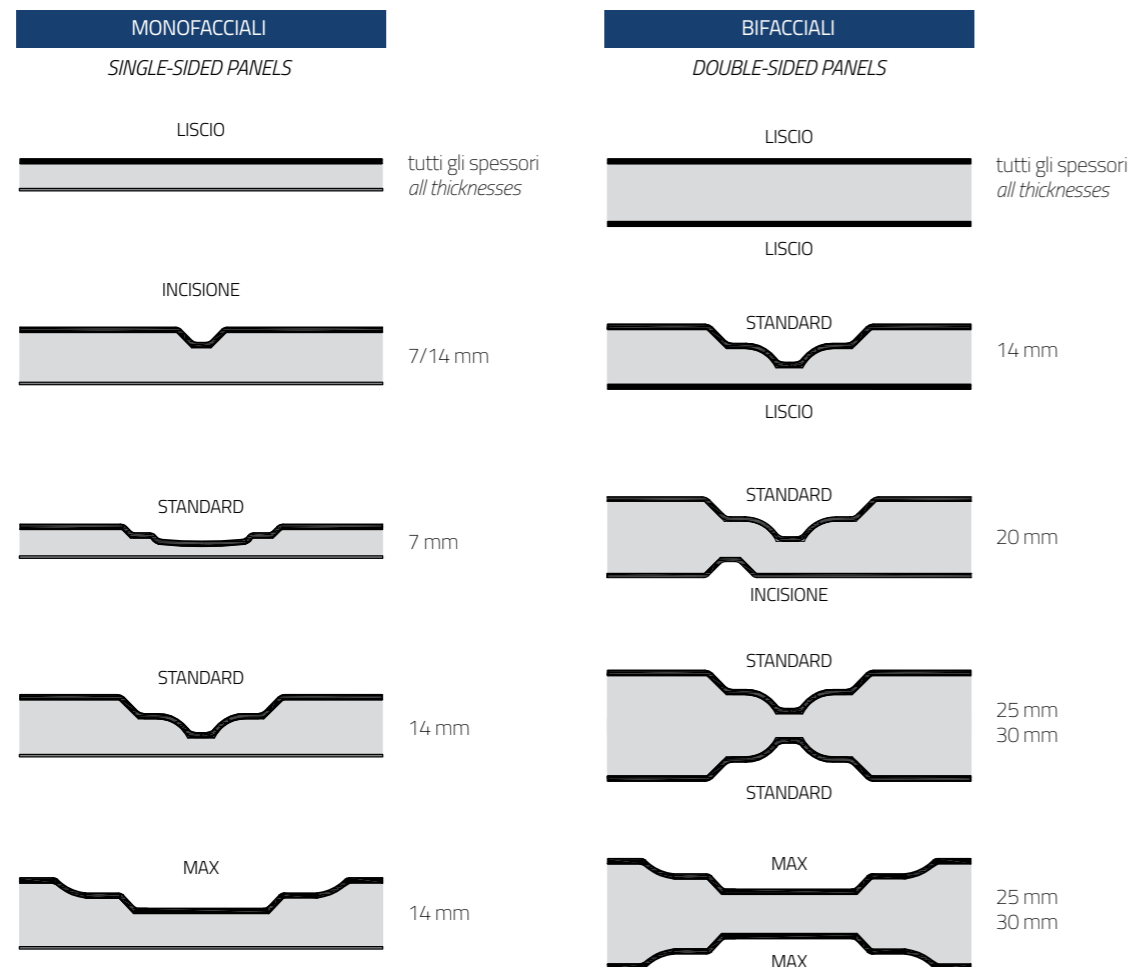 MONOFACCIALI
SINGLE-SIDED PANELS
LISCIO
tutti gli spessori
all thicknesses
INCISIONE
7/14 mm
STANDARD
7 mm
STANDARD
14 mm
MAX
14 mm
BIFACCIALI
DOUBLE-SIDED PANELS
LISCIO
tutti gli spessori
all thicknesses
LISCIO
STANDARD
14 mm
LISCIO
STANDARD
20 mm
INCISIONE
STANDARD
25 mm
30 mm
STANDARD
MAX
25 mm
30 mm
MAX